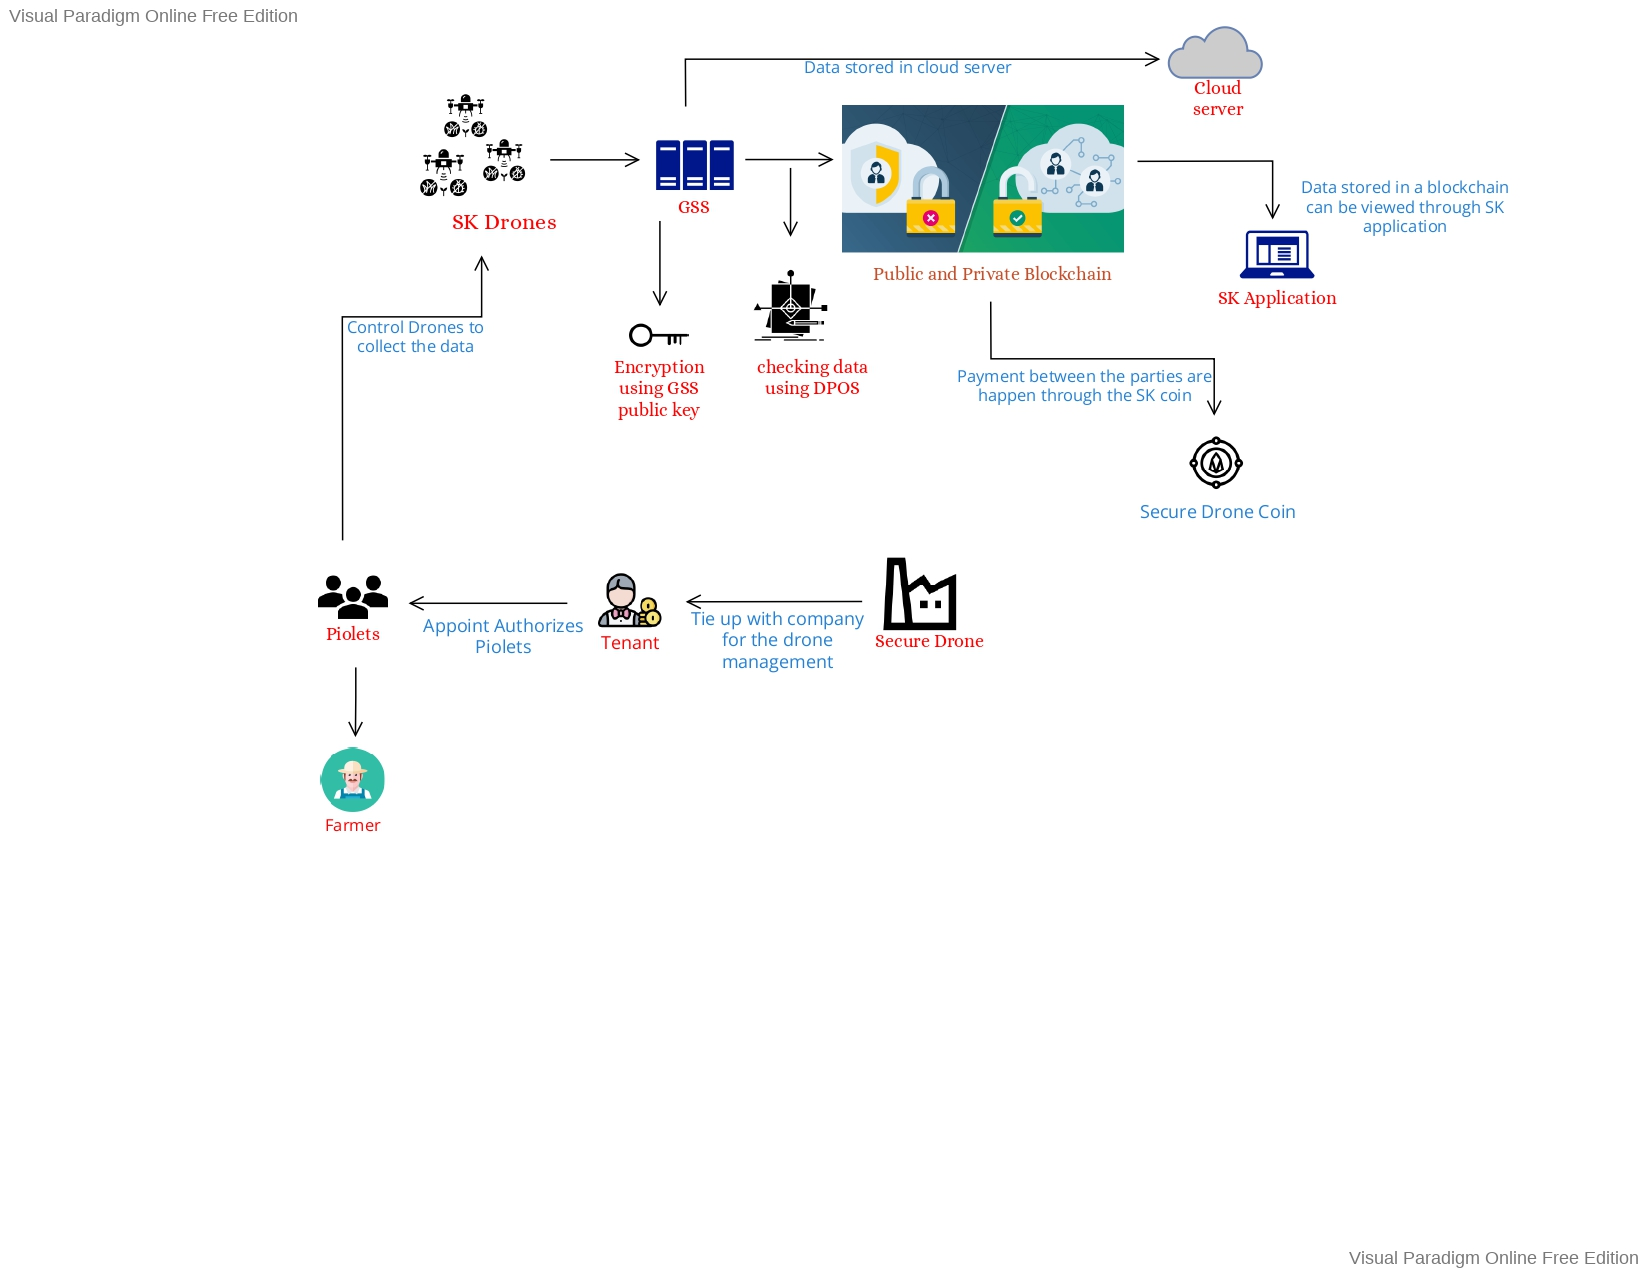 Visual Paradigm Online Free Edition
Data stored in cloud server
Cloud
server
SK Drones
GSS
Public and Private Blockchain
Data stored in a blockchain
can be viewed through SK
application
SK Application
Control Drones to
collect the data
Encryption
using GSS
public key
checking data
using DPOS
Payment between the parties are
happen through the SK coin
Secure Drone Coin
Piolets
Appoint Authorizes
Piolets
Tenant
Tie up with company
for the drone
management
Secure Drone
Farmer
Visual Paradigm Online Free Edition